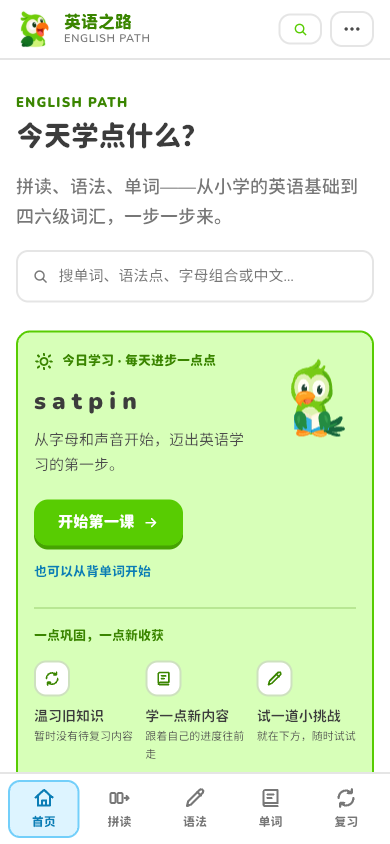 英语之路
ENGLISH PATH
ENGLISH PATH
今天学点什么?
拼读、语法、单词——从小学的英语基础到
四六级词汇，一步一步来。
搜单词、语法点、字母组合或中文...
今日学习 · 每天进步一点点
s a t p i n
从字母和声音开始，迈出英语学
习的第一步。
开始第一课 →
也可以从背单词开始
一点巩固，一点新收获
温习旧知识
暂时没有待复习内容
学一点新内容
跟着自己的进度往前
走
试一道小挑战
就在下方，随时试试
首页
拼读
语法
单词
复习